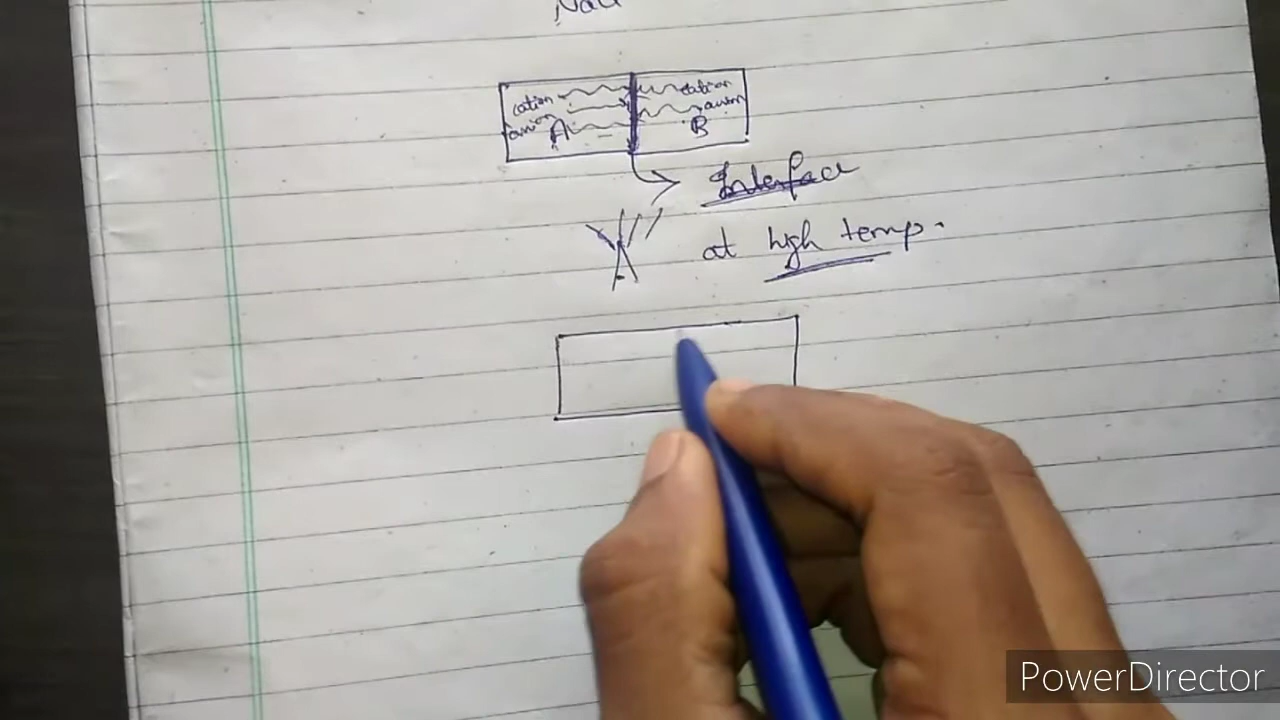 cation cation
anion anion
A B
Interface
at high temp.
PowerDirector